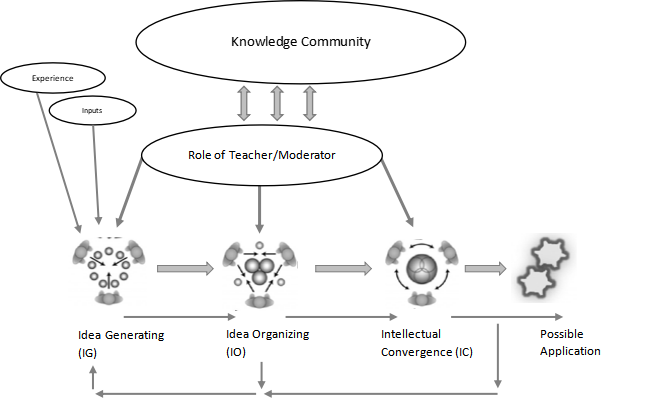 Knowledge Community
Experience
Inputs
Role of Teacher/Moderator
Idea Generating
(IG)
Idea Organizing
(IO)
Intellectual
Convergence (IC)
Possible
Application